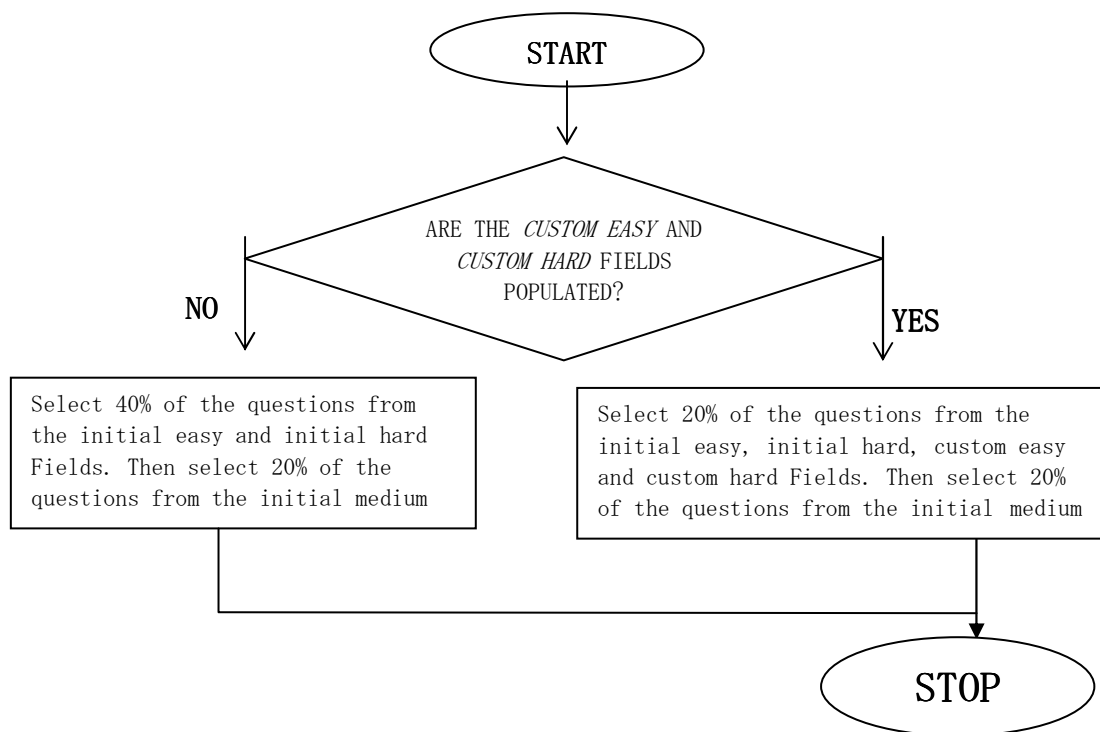 START
ARE THE CUSTOM EASY AND
CUSTOM HARD FIELDS
POPULATED?
NO
YES
Select 40% of the questions from
the initial easy and initial hard
Fields. Then select 20% of the
questions from the initial medium
Select 20% of the questions from the
initial easy, initial hard, custom easy
and custom hard Fields. Then select 20%
of the questions from the initial medium
STOP